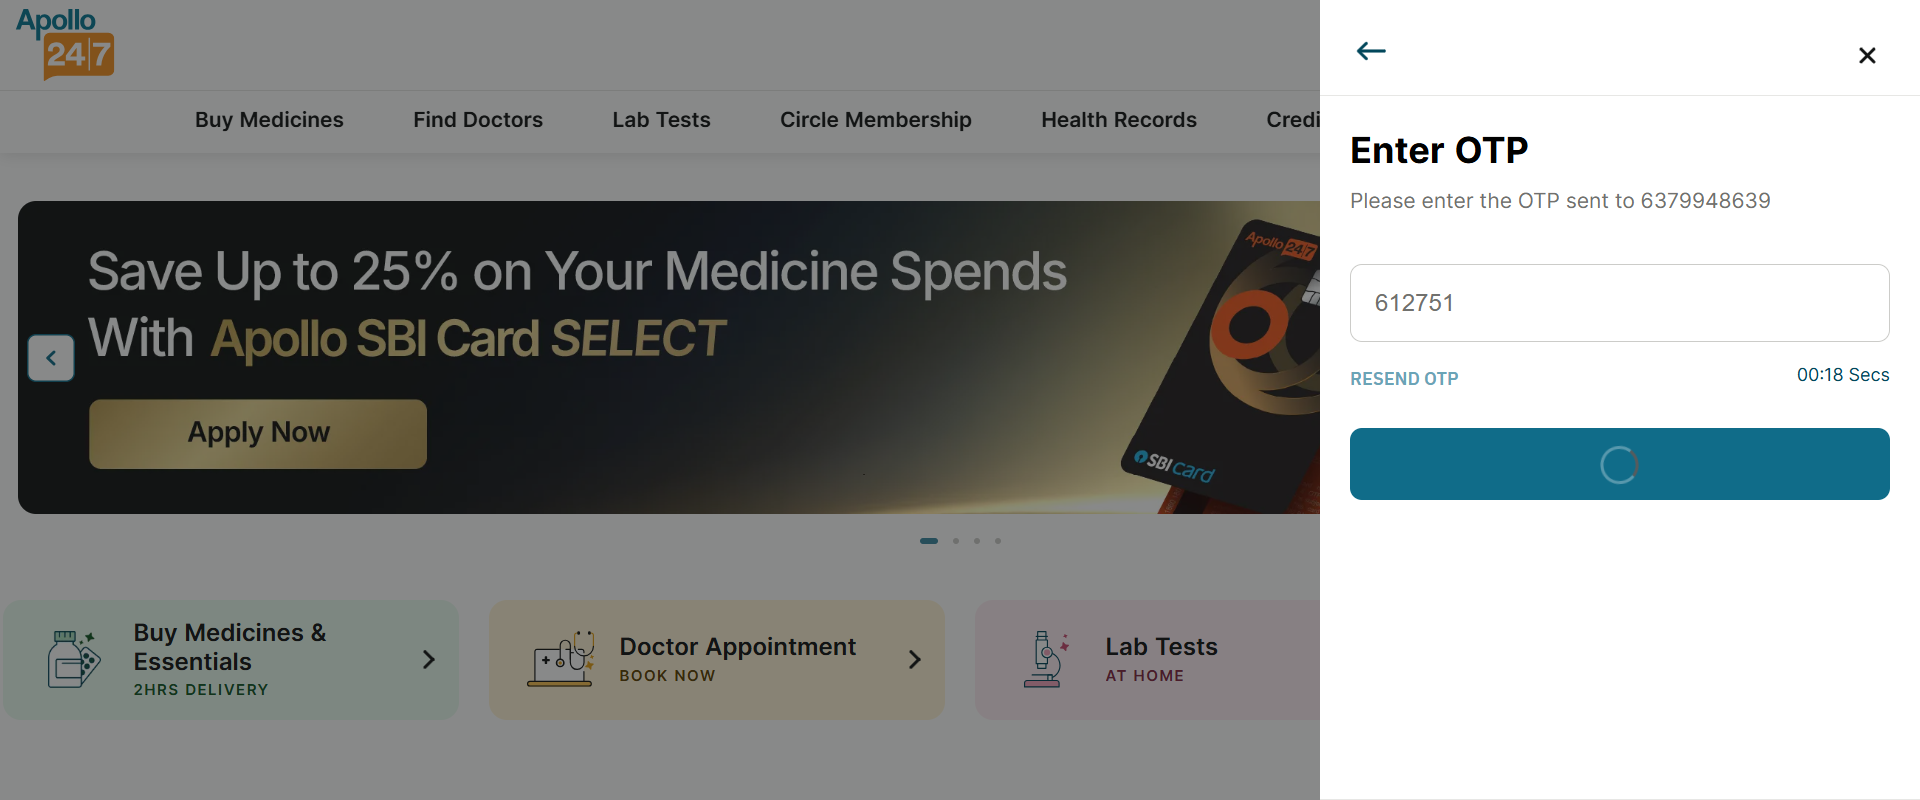 Apollo
24|7
Buy Medicines
Find Doctors
Lab Tests
Circle Membership
Health Records
Credi
Save Up to 25% on Your Medicine Spends
With Apollo SBI Card SELECT
Apply Now
Apollo 24|7
SBI card
Buy Medicines &
Essentials
2HRS DELIVERY
Doctor Appointment
BOOK NOW
Lab Tests
AT HOME
Enter OTP
Please enter the OTP sent to 6379948639
612751
RESEND OTP
00:18 Secs